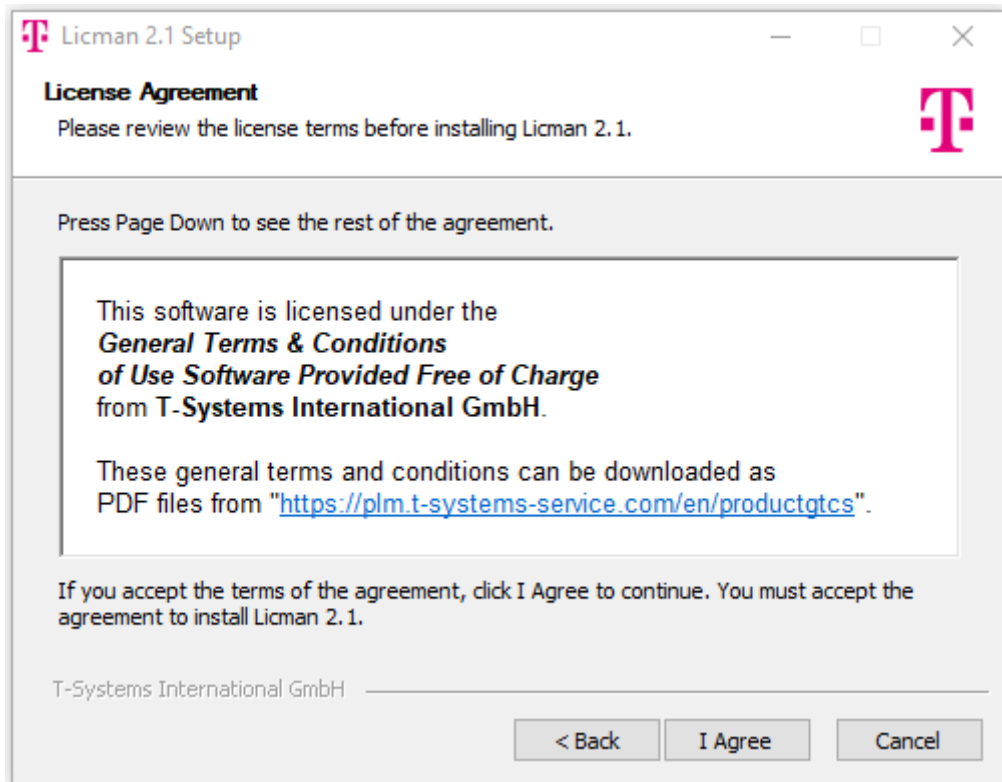 Licman 2.1 Setup
License Agreement
Please review the license terms before installing Licman 2.1.
Press Page Down to see the rest of the agreement.
This software is licensed under the
General Terms & Conditions
of Use Software Provided Free of Charge
from T-Systems International GmbH.
These general terms and conditions can be downloaded as
PDF files from "https://plm.t-systems-service.com/en/productgtcs".
If you accept the terms of the agreement, click I Agree to continue. You must accept the
agreement to install Licman 2.1.
T-Systems International GmbH
< Back I Agree Cancel